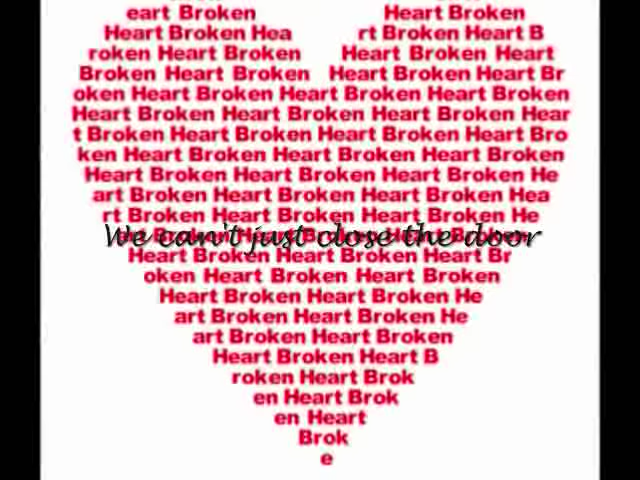 eart Broken Heart Broken
Heart Broken Hea rt Broken Heart B
roken Heart Broken Heart Broken Heart
Broken Heart Broken Heart Broken Heart Br
oken Heart Broken Heart Broken Heart Broken
Heart Broken Heart Broken Heart Broken Hear
t Broken Heart Broken Heart Broken Heart Bro
ken Heart Broken Heart Broken Heart Broken
Heart Broken Heart Broken Heart Broken He
art Broken Heart Broken Heart Broken Hea
rt Broken Heart Broken Heart Broken He
We can't just close the door
Heart Broken Heart Broken Heart Br
oken Heart Broken Heart Broken
Heart Broken Heart Broken He
art Broken Heart Broken He
art Broken Heart Broken
Heart Broken Heart B
roken Heart Brok
en Heart Brok
en Heart
Brok
e